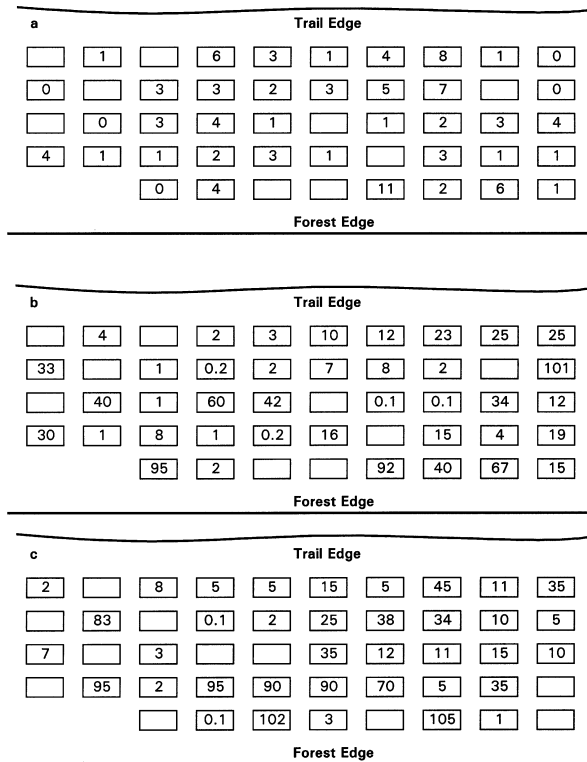 a
Trail Edge
1 6 3 1 4 8 1 0
0 3 3 2 3 5 7 0
0 3 4 1 1 2 3 4
4 1 1 2 3 1 3 1 1
0 4 11 2 6 1
Forest Edge
b
Trail Edge
4 2 3 10 12 23 25 25
33 1 0.2 2 7 8 2 101
40 1 60 42 0.1 0.1 34 12
30 1 8 1 0.2 16 15 4 19
95 2 92 40 67 15
Forest Edge
c
Trail Edge
2 8 5 5 15 5 45 11 35
83 0.1 2 25 38 34 10 5
7 3 35 12 11 15 10
95 2 95 90 90 70 5 35
0.1 102 3 105 1
Forest Edge